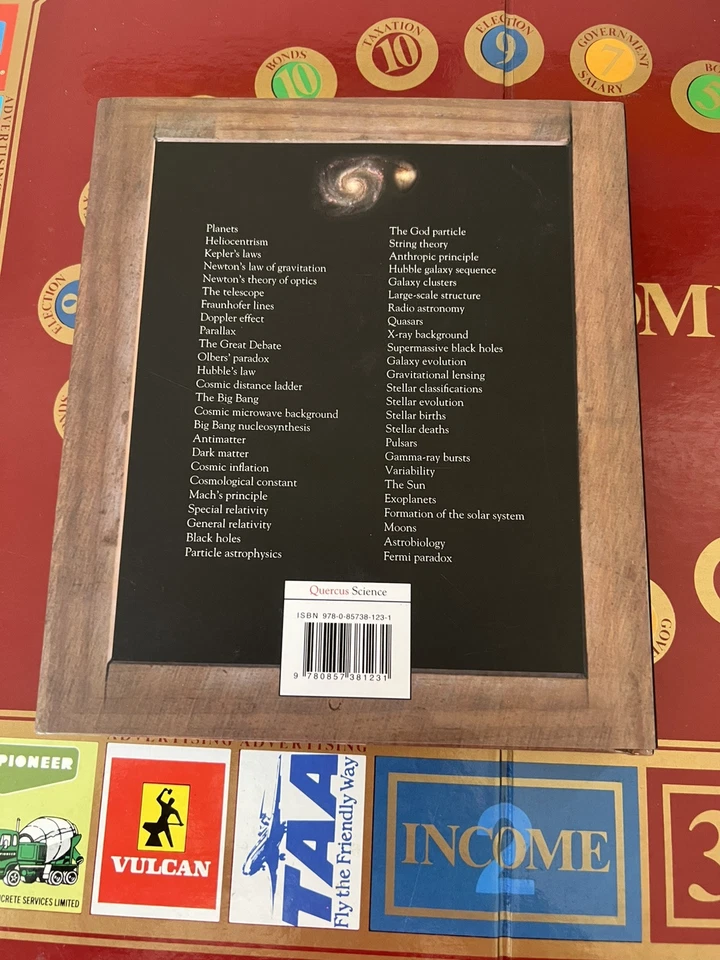 BONDS
10
TAXATION
10
ELECTION
9
GOVERNMENT
7
SALARY
5
ADVERTISING
ELECTION
Planets
Heliocentrism
Kepler's laws
Newton's law of gravitation
Newton's theory of optics
The telescope
Fraunhofer lines
Doppler effect
Parallax
The Great Debate
Olbers' paradox
Hubble's law
Cosmic distance ladder
The Big Bang
Cosmic microwave background
Big Bang nucleosynthesis
Antimatter
Dark matter
Cosmic inflation
Cosmological constant
Mach's principle
Special relativity
General relativity
Black holes
Particle astrophysics
The God particle
String theory
Anthropic principle
Hubble galaxy sequence
Galaxy clusters
Large-scale structure
Radio astronomy
Quasars
X-ray background
Supermassive black holes
Galaxy evolution
Gravitational lensing
Stellar classifications
Stellar evolution
Stellar births
Stellar deaths
Pulsars
Gamma-ray bursts
Variability
The Sun
Exoplanets
Formation of the solar system
Moons
Astrobiology
Fermi paradox
Quercus Science
ISBN 978-0-85738-123-1
9 780857 381231
ADVERTISING ADVERTISING
PIONEER
CRETE SERVICES LIMITED
VULCAN
TAA
Fly the Friendly Way
2
INCOME
3